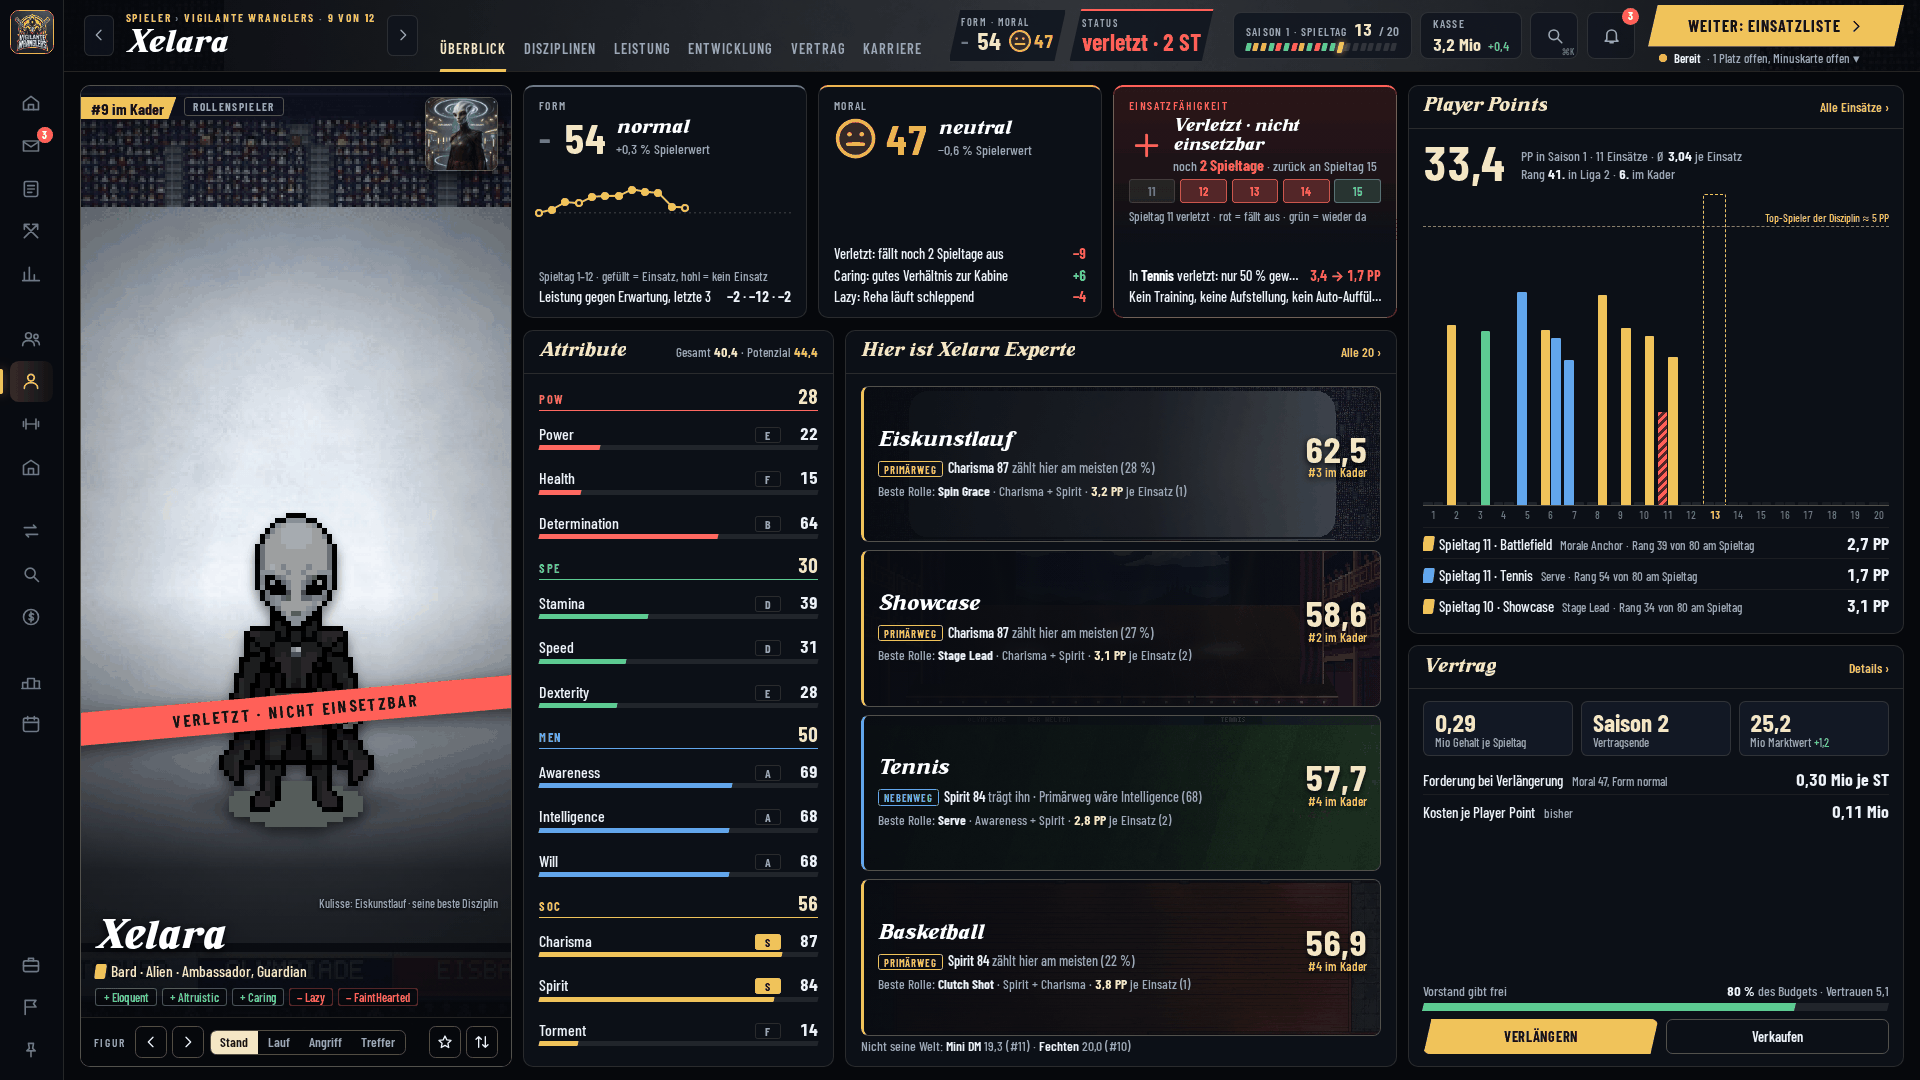 SPIELER › VIGILANTE WRANGLERS · 9 VON 12
Xelara
ÜBERBLICK DISZIPLINEN LEISTUNG ENTWICKLUNG VERTRAG KARRIERE
FORM · MORAL
- 54 47
STATUS
verletzt · 2 ST
SAISON 1 · SPIELTAG 13 / 20
KASSE
3,2 Mio +0,4
⌘K
3
WEITER: EINSATZLISTE
Bereit · 1 Platz offen, Minuskarte offen ▾
3
#9 im Kader ROLLENSPIELER
VERLETZT · NICHT EINSETZBAR
Kulisse: Eiskunstlauf · seine beste Disziplin
Xelara
Bard · Alien · Ambassador, Guardian
+ Eloquent + Altruistic + Caring – Lazy – FaintHearted
FIGUR Stand Lauf Angriff Treffer
FORM
- 54 normal
+0,3 % Spielerwert
Spieltag 1–12 · gefüllt = Einsatz, hohl = kein Einsatz
Leistung gegen Erwartung, letzte 3 −2 · −12 · −2
MORAL
47 neutral
−0,6 % Spielerwert
Verletzt: fällt noch 2 Spieltage aus −9
Caring: gutes Verhältnis zur Kabine +6
Lazy: Reha läuft schleppend −4
EINSATZFÄHIGKEIT
Verletzt · nicht einsetzbar
noch 2 Spieltage · zurück an Spieltag 15
11 12 13 14 15
Spieltag 11 verletzt · rot = fällt aus · grün = wieder da
In Tennis verletzt: nur 50 % gew... 3,4 → 1,7 PP
Kein Training, keine Aufstellung, kein Auto-Auffül...
Attribute Gesamt 40,4 · Potenzial 44,4
POW 28
Power E 22
Health F 15
Determination B 64
SPE 30
Stamina D 39
Speed D 31
Dexterity E 28
MEN 50
Awareness A 69
Intelligence A 68
Will A 68
SOC 56
Charisma S 87
Spirit S 84
Torment F 14
Hier ist Xelara Experte Alle 20 ›
Eiskunstlauf
PRIMÄRWEG Charisma 87 zählt hier am meisten (28 %)
Beste Rolle: Spin Grace · Charisma + Spirit · 3,2 PP je Einsatz (1)
62,5
#3 im Kader
Showcase
PRIMÄRWEG Charisma 87 zählt hier am meisten (27 %)
Beste Rolle: Stage Lead · Charisma + Spirit · 3,1 PP je Einsatz (2)
58,6
#2 im Kader
Tennis
NEBENWEG Spirit 84 trägt ihn · Primärweg wäre Intelligence (68)
Beste Rolle: Serve · Awareness + Spirit · 2,8 PP je Einsatz (2)
57,7
#4 im Kader
Basketball
PRIMÄRWEG Spirit 84 zählt hier am meisten (22 %)
Beste Rolle: Clutch Shot · Spirit + Charisma · 3,8 PP je Einsatz (1)
56,9
#4 im Kader
Nicht seine Welt: Mini DM 19,3 (#11) · Fechten 20,0 (#10)
Player Points Alle Einsätze ›
33,4
PP in Saison 1 · 11 Einsätze · Ø 3,04 je Einsatz
Rang 41. in Liga 2 · 6. im Kader
Top-Spieler der Disziplin ≈ 5 PP
1 2 3 4 5 6 7 8 9 10 11 12 13 14 15 16 17 18 19 20
Spieltag 11 · Battlefield Morale Anchor · Rang 39 von 80 am Spieltag 2,7 PP
Spieltag 11 · Tennis Serve · Rang 54 von 80 am Spieltag 1,7 PP
Spieltag 10 · Showcase Stage Lead · Rang 34 von 80 am Spieltag 3,1 PP
Vertrag Details ›
0,29
Mio Gehalt je Spieltag
Saison 2
Vertragsende
25,2
Mio Marktwert +1,2
Forderung bei Verlängerung Moral 47, Form normal 0,30 Mio je ST
Kosten je Player Point bisher 0,11 Mio
Vorstand gibt frei 80 % des Budgets · Vertrauen 5,1
VERLÄNGERN Verkaufen